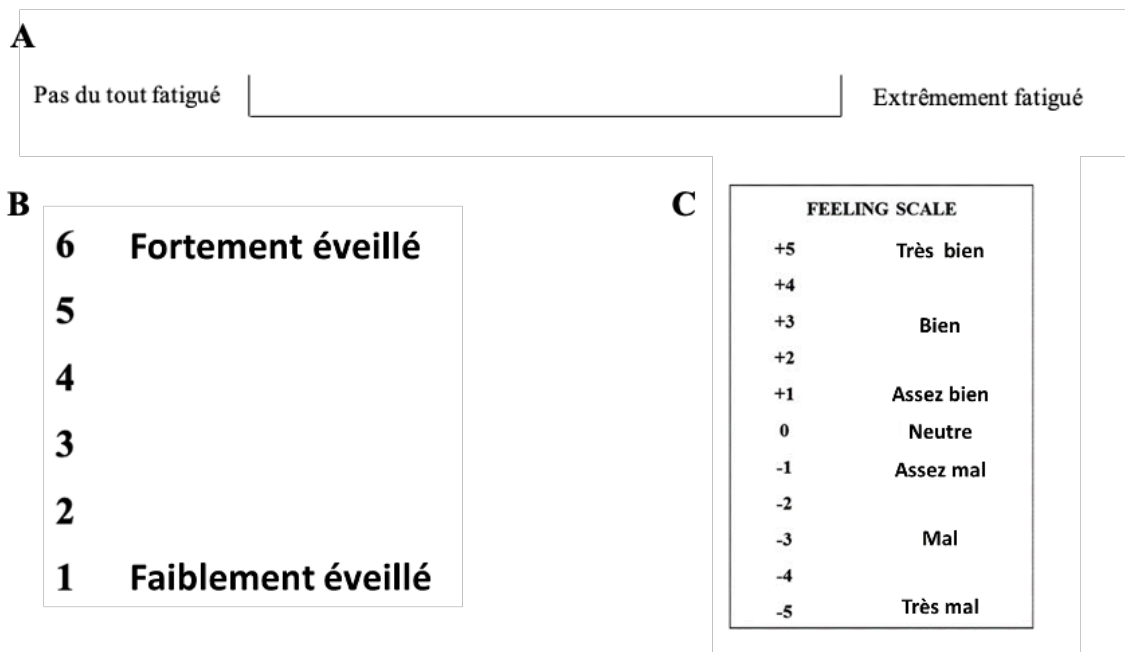 A
Pas du tout fatigué Extrêmement fatigué
B
6 Fortement éveillé
5
4
3
2
1 Faiblement éveillé
C
FEELING SCALE
+5 Très bien
+4
+3 Bien
+2
+1 Assez bien
0 Neutre
-1 Assez mal
-2
-3 Mal
-4
-5 Très mal